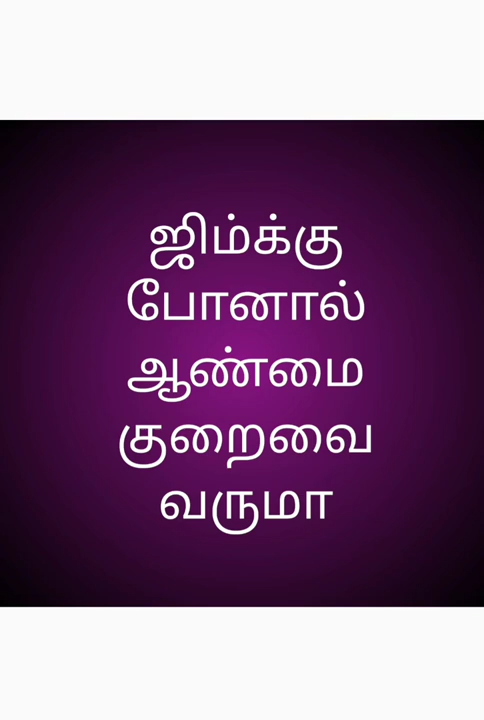 ஜிம்க்கு
போனால்
ஆண்மை
குறைவை
வருமா